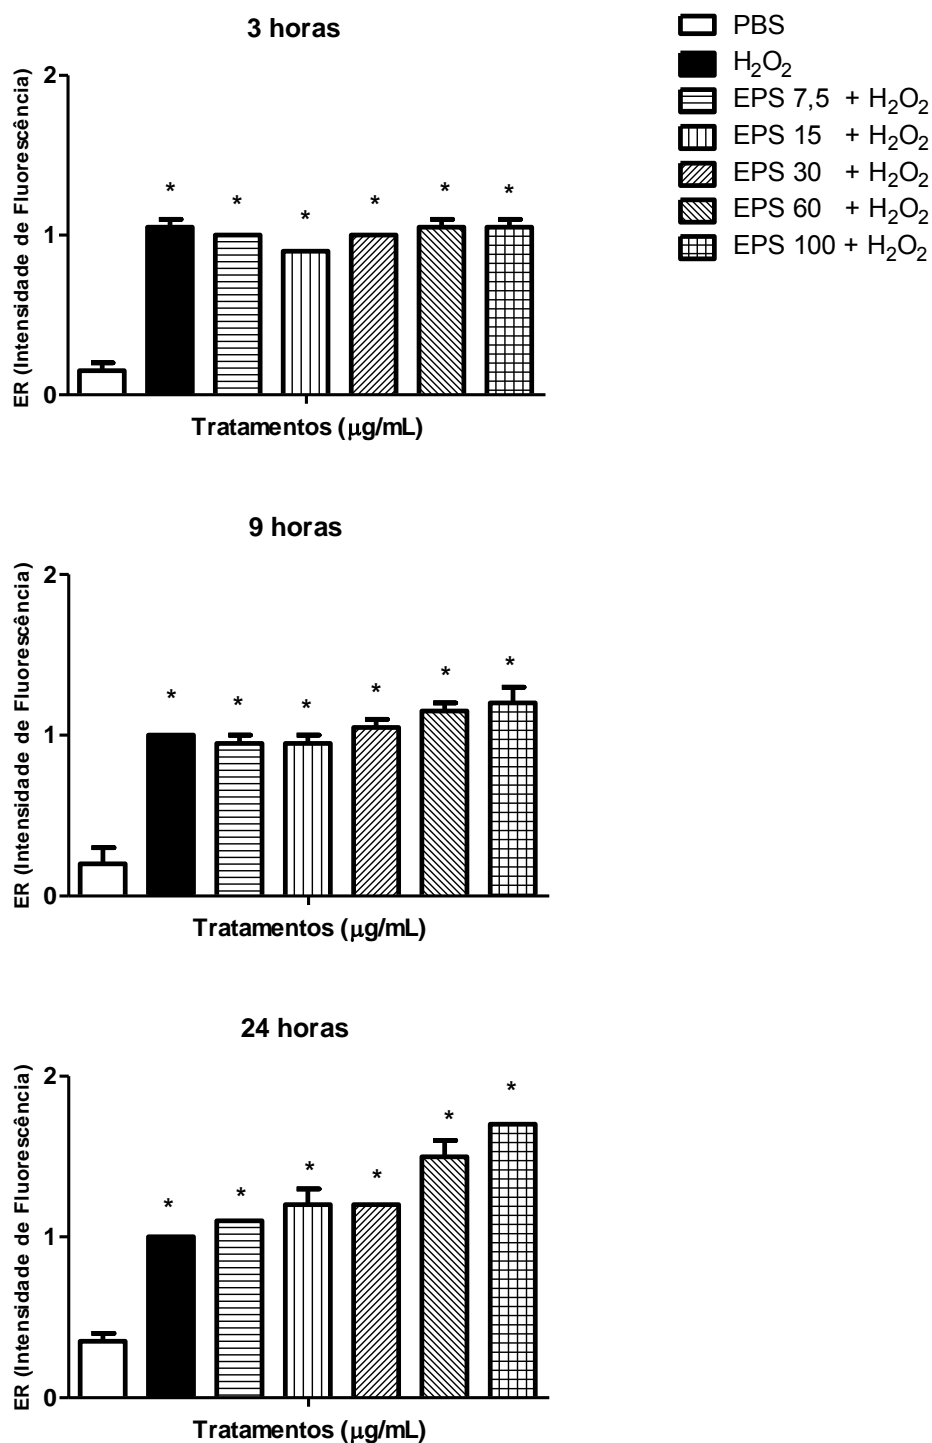 3 horas
PBS
H₂O₂
EPS 7,5 + H₂O₂
EPS 15 + H₂O₂
EPS 30 + H₂O₂
EPS 60 + H₂O₂
EPS 100 + H₂O₂
ER (Intensidade de Fluorescência)
2
1
0
* * * * * *
Tratamentos (µg/mL)
9 horas
ER (Intensidade de Fluorescência)
2
1
0
* * * * * *
Tratamentos (µg/mL)
24 horas
ER (Intensidade de Fluorescência)
2
1
0
* * * * * *
Tratamentos (µg/mL)